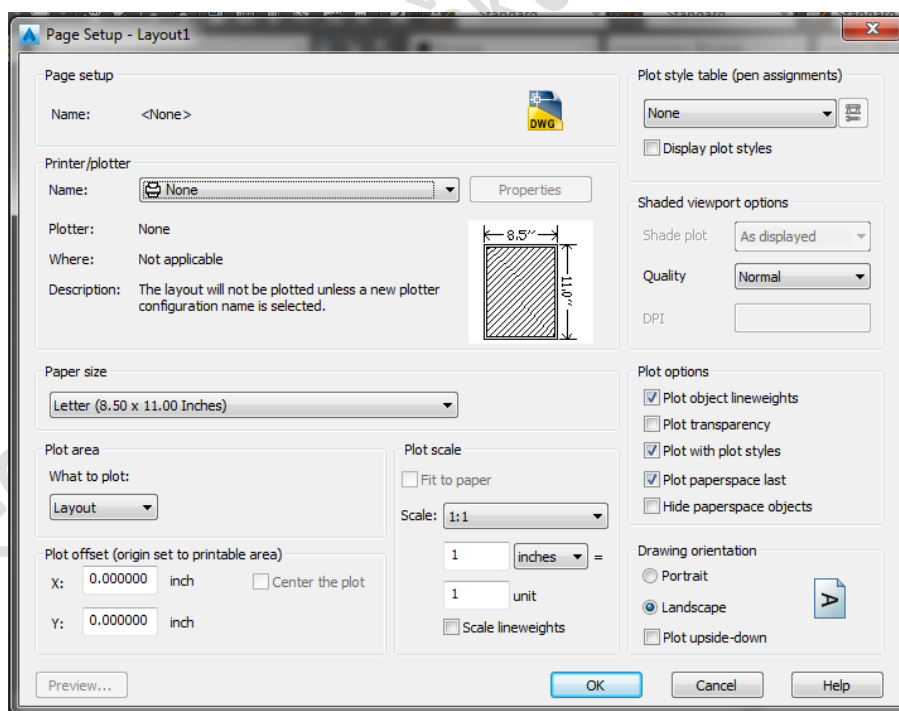 Page Setup - Layout1
Page setup
Name: <None>
DWG
Printer/plotter
Name: None
Properties
Plotter: None
Where: Not applicable
Description: The layout will not be plotted unless a new plotter
configuration name is selected.
8.5″
11.0″
Paper size
Letter (8.50 x 11.00 Inches)
Plot area
What to plot:
Layout
Plot offset (origin set to printable area)
X: 0.000000 inch
Center the plot
Y: 0.000000 inch
Plot scale
Fit to paper
Scale: 1:1
1 inches =
1 unit
Scale lineweights
Plot style table (pen assignments)
None
Display plot styles
Shaded viewport options
Shade plot As displayed
Quality Normal
DPI
Plot options
Plot object lineweights
Plot transparency
Plot with plot styles
Plot paperspace last
Hide paperspace objects
Drawing orientation
Portrait
Landscape
A
Plot upside-down
Preview...
OK
Cancel
Help